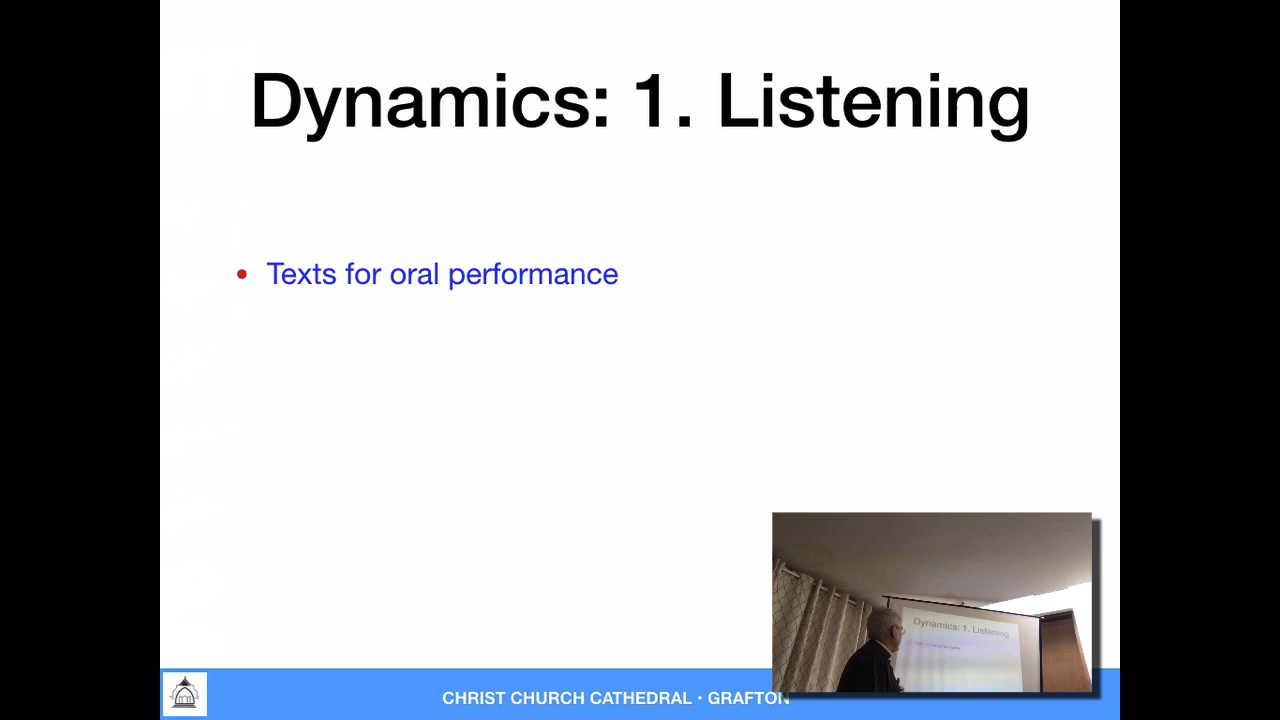 Dynamics: 1. Listening
• Texts for oral performance
Dynamics: 1. Listening
CHRIST CHURCH CATHEDRAL • GRAFTON